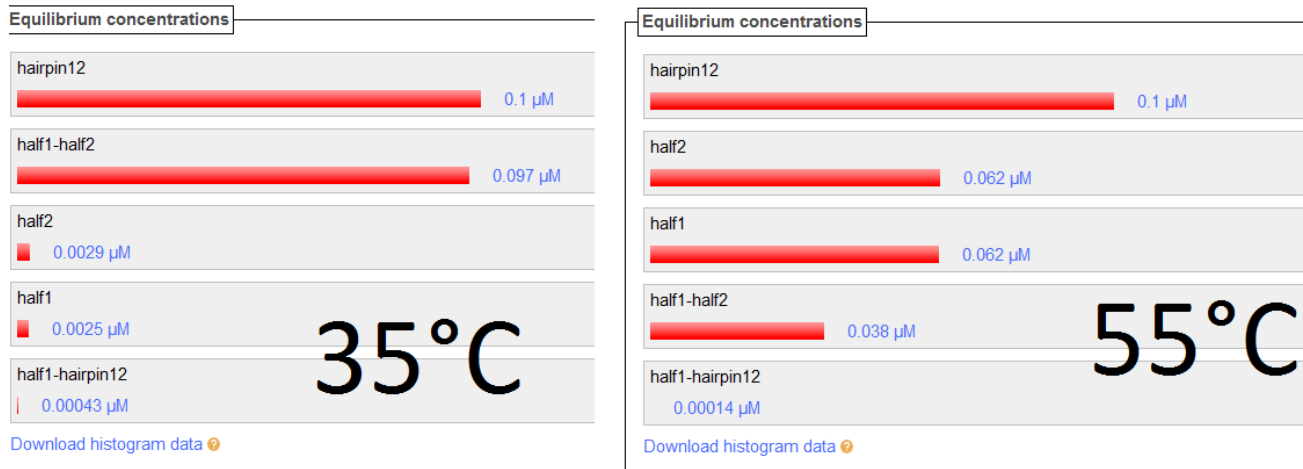 Equilibrium concentrations
hairpin12
0.1 µM
half1-half2
0.097 µM
half2
0.0029 µM
half1
0.0025 µM
half1-hairpin12
0.00043 µM
35°C
Download histogram data ?
Equilibrium concentrations
hairpin12
0.1 µM
half2
0.062 µM
half1
0.062 µM
half1-half2
0.038 µM
half1-hairpin12
0.00014 µM
55°C
Download histogram data ?